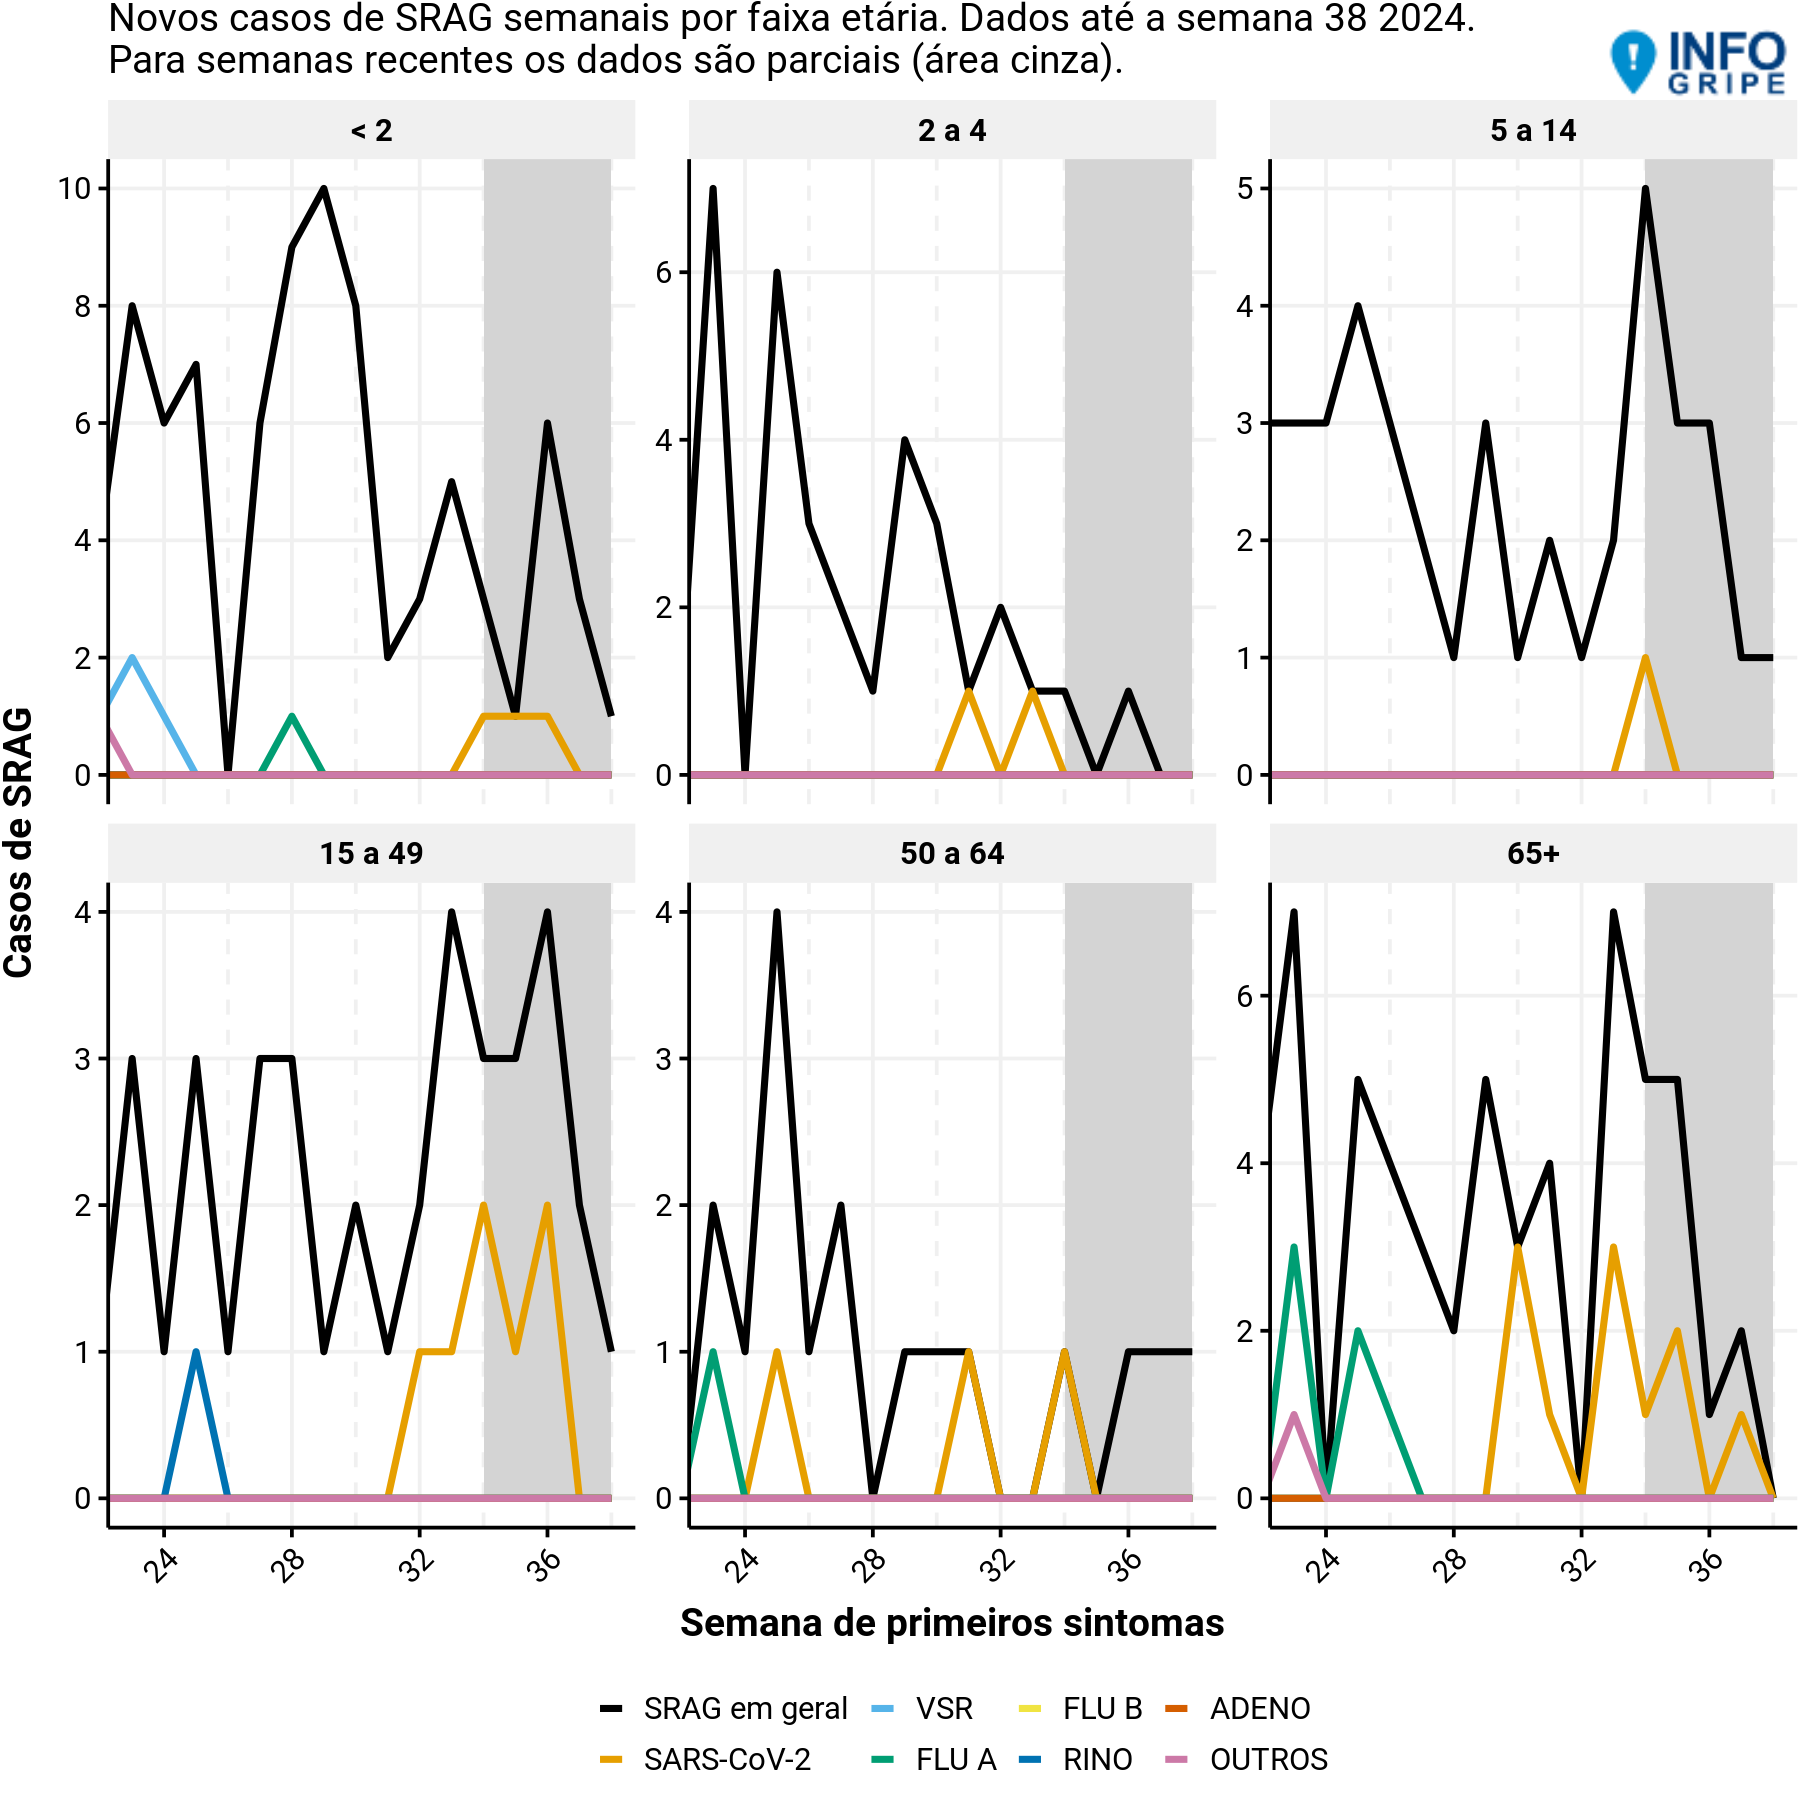 Novos casos de SRAG semanais por faixa etária. Dados até a semana 38 2024.
Para semanas recentes os dados são parciais (área cinza).
INFO
GRIPE
< 2
2 a 4
5 a 14
10
8
6
4
2
0
6
4
2
0
5
4
3
2
1
0
Casos de SRAG
15 a 49
50 a 64
65+
4
3
2
1
0
4
3
2
1
0
6
4
2
0
24 28 32 36
24 28 32 36
24 28 32 36
Semana de primeiros sintomas
SRAG em geral VSR FLU B ADENO
SARS-CoV-2 FLU A RINO OUTROS